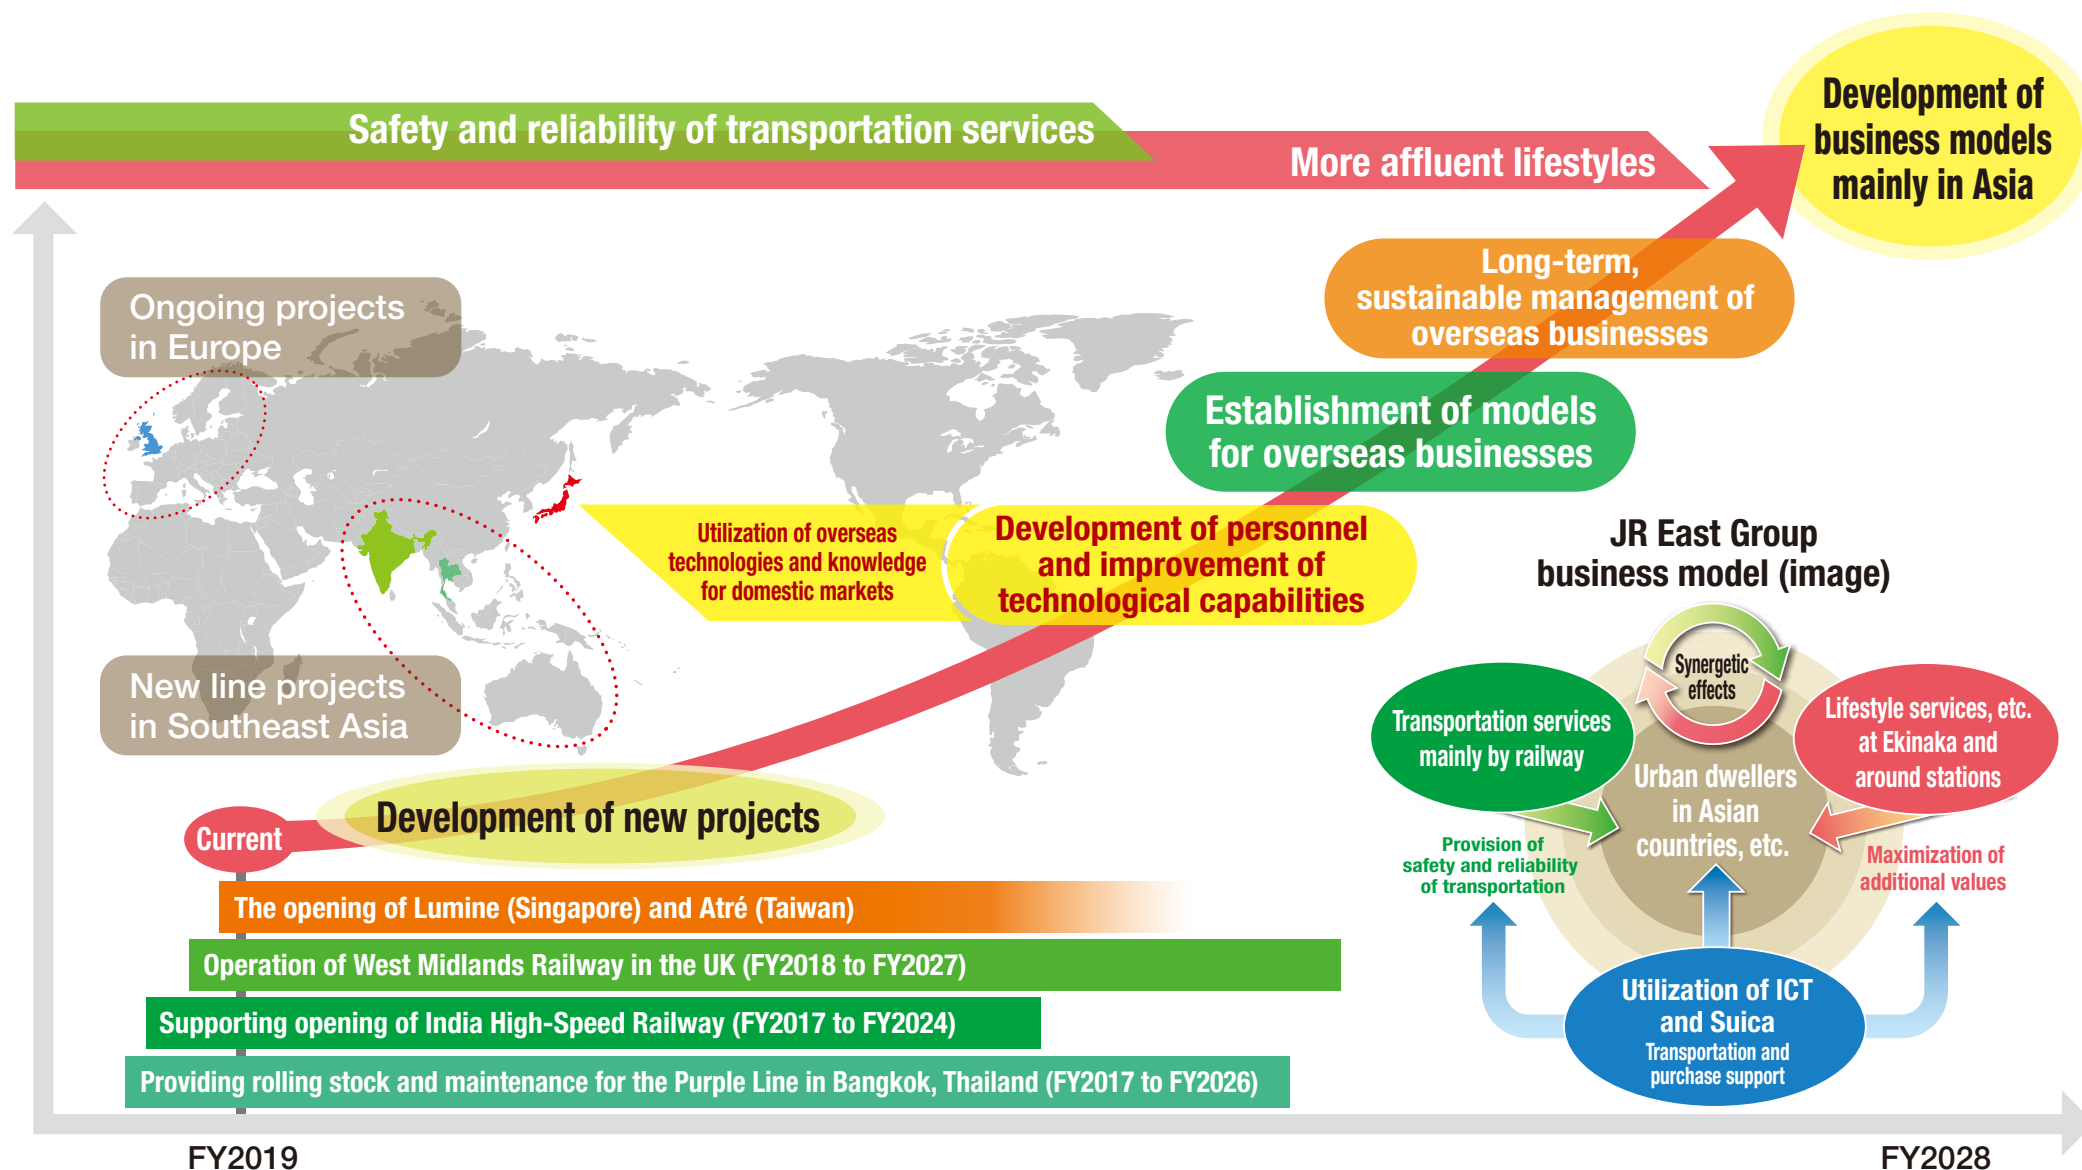 Safety and reliability of transportation services
More affluent lifestyles
Development of
business models
mainly in Asia
Long-term,
sustainable management of
overseas businesses
Ongoing projects
in Europe
Establishment of models
for overseas businesses
Utilization of overseas
technologies and knowledge
for domestic markets
Development of personnel
and improvement of
technological capabilities
New line projects
in Southeast Asia
Current
Development of new projects
The opening of Lumine (Singapore) and Atré (Taiwan)
Operation of West Midlands Railway in the UK (FY2018 to FY2027)
Supporting opening of India High-Speed Railway (FY2017 to FY2024)
Providing rolling stock and maintenance for the Purple Line in Bangkok, Thailand (FY2017 to FY2026)
JR East Group
business model (image)
Synergetic
effects
Transportation services
mainly by railway
Lifestyle services, etc.
at Ekinaka and
around stations
Urban dwellers
in Asian
countries, etc.
Provision of
safety and reliability
of transportation
Maximization of
additional values
Utilization of ICT
and Suica
Transportation and
purchase support
FY2019
FY2028